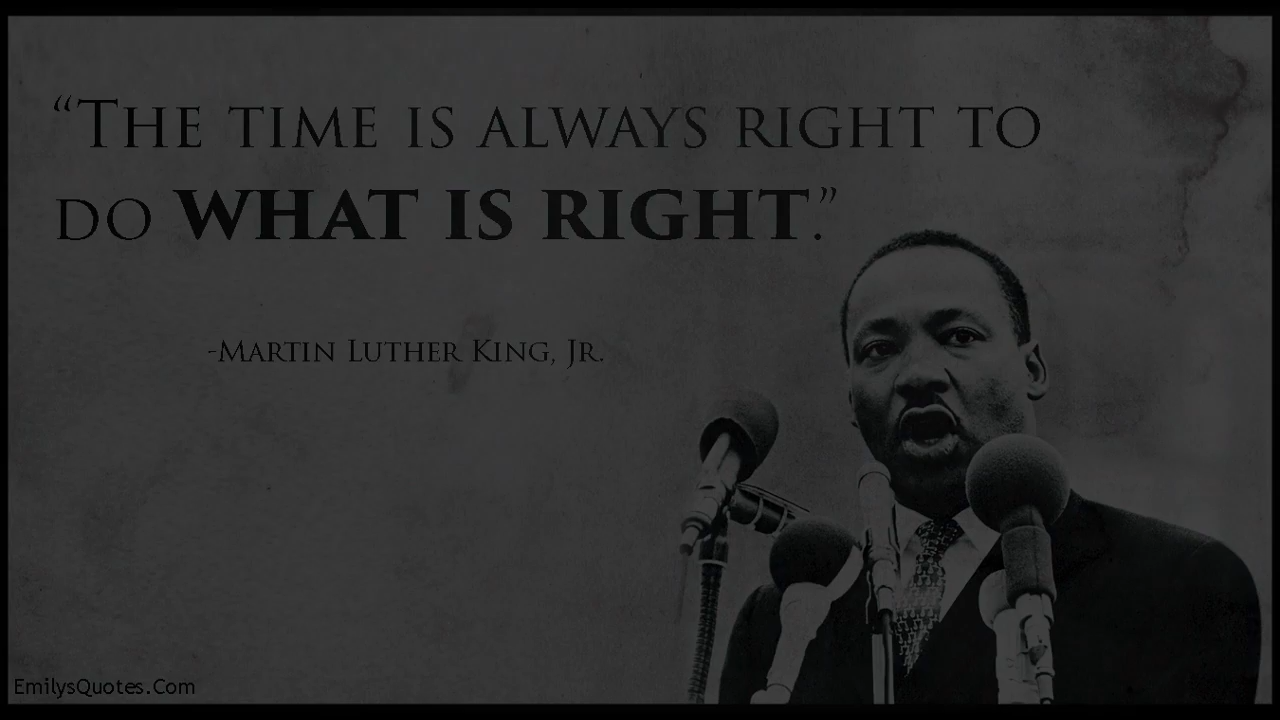 “The time is always right to
do what is right.”
-Martin Luther King, Jr.
EmilysQuotes.Com